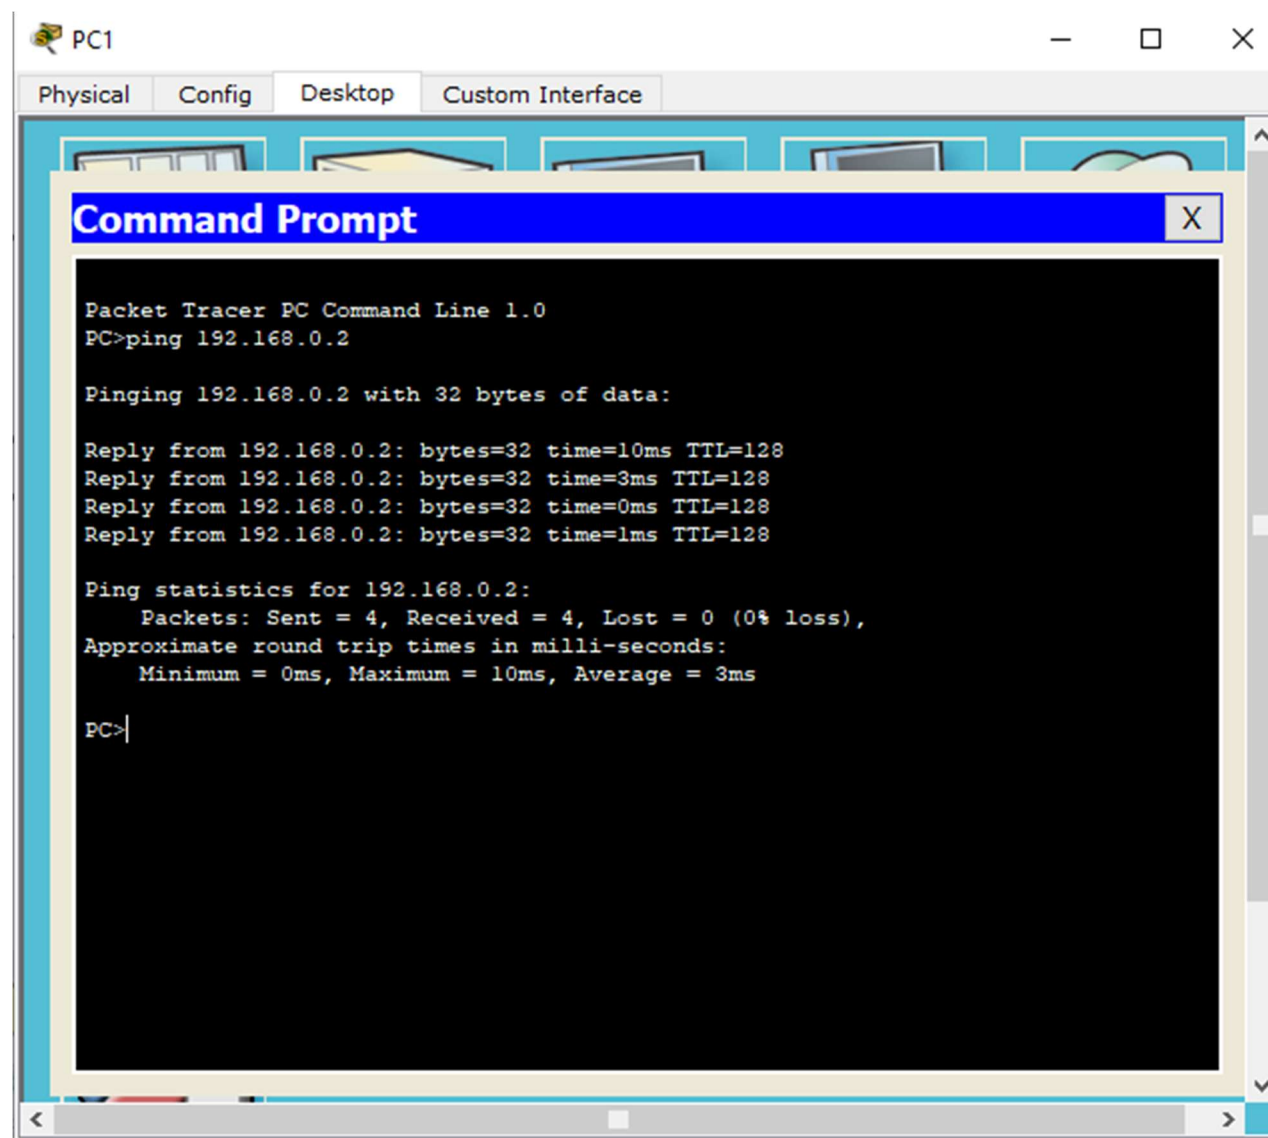 PC1
Physical Config Desktop Custom Interface
Command Prompt X
Packet Tracer PC Command Line 1.0
PC>ping 192.168.0.2
Pinging 192.168.0.2 with 32 bytes of data:
Reply from 192.168.0.2: bytes=32 time=10ms TTL=128
Reply from 192.168.0.2: bytes=32 time=3ms TTL=128
Reply from 192.168.0.2: bytes=32 time=0ms TTL=128
Reply from 192.168.0.2: bytes=32 time=1ms TTL=128
Ping statistics for 192.168.0.2:
Packets: Sent = 4, Received = 4, Lost = 0 (0% loss),
Approximate round trip times in milli-seconds:
Minimum = 0ms, Maximum = 10ms, Average = 3ms
PC>